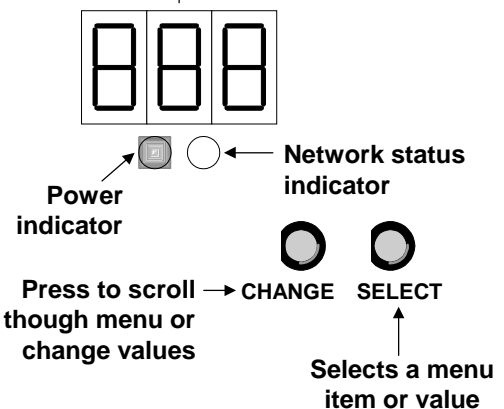 888
Network status
indicator
Power
indicator
Press to scroll
though menu or
change values
CHANGE SELECT
Selects a menu
item or value